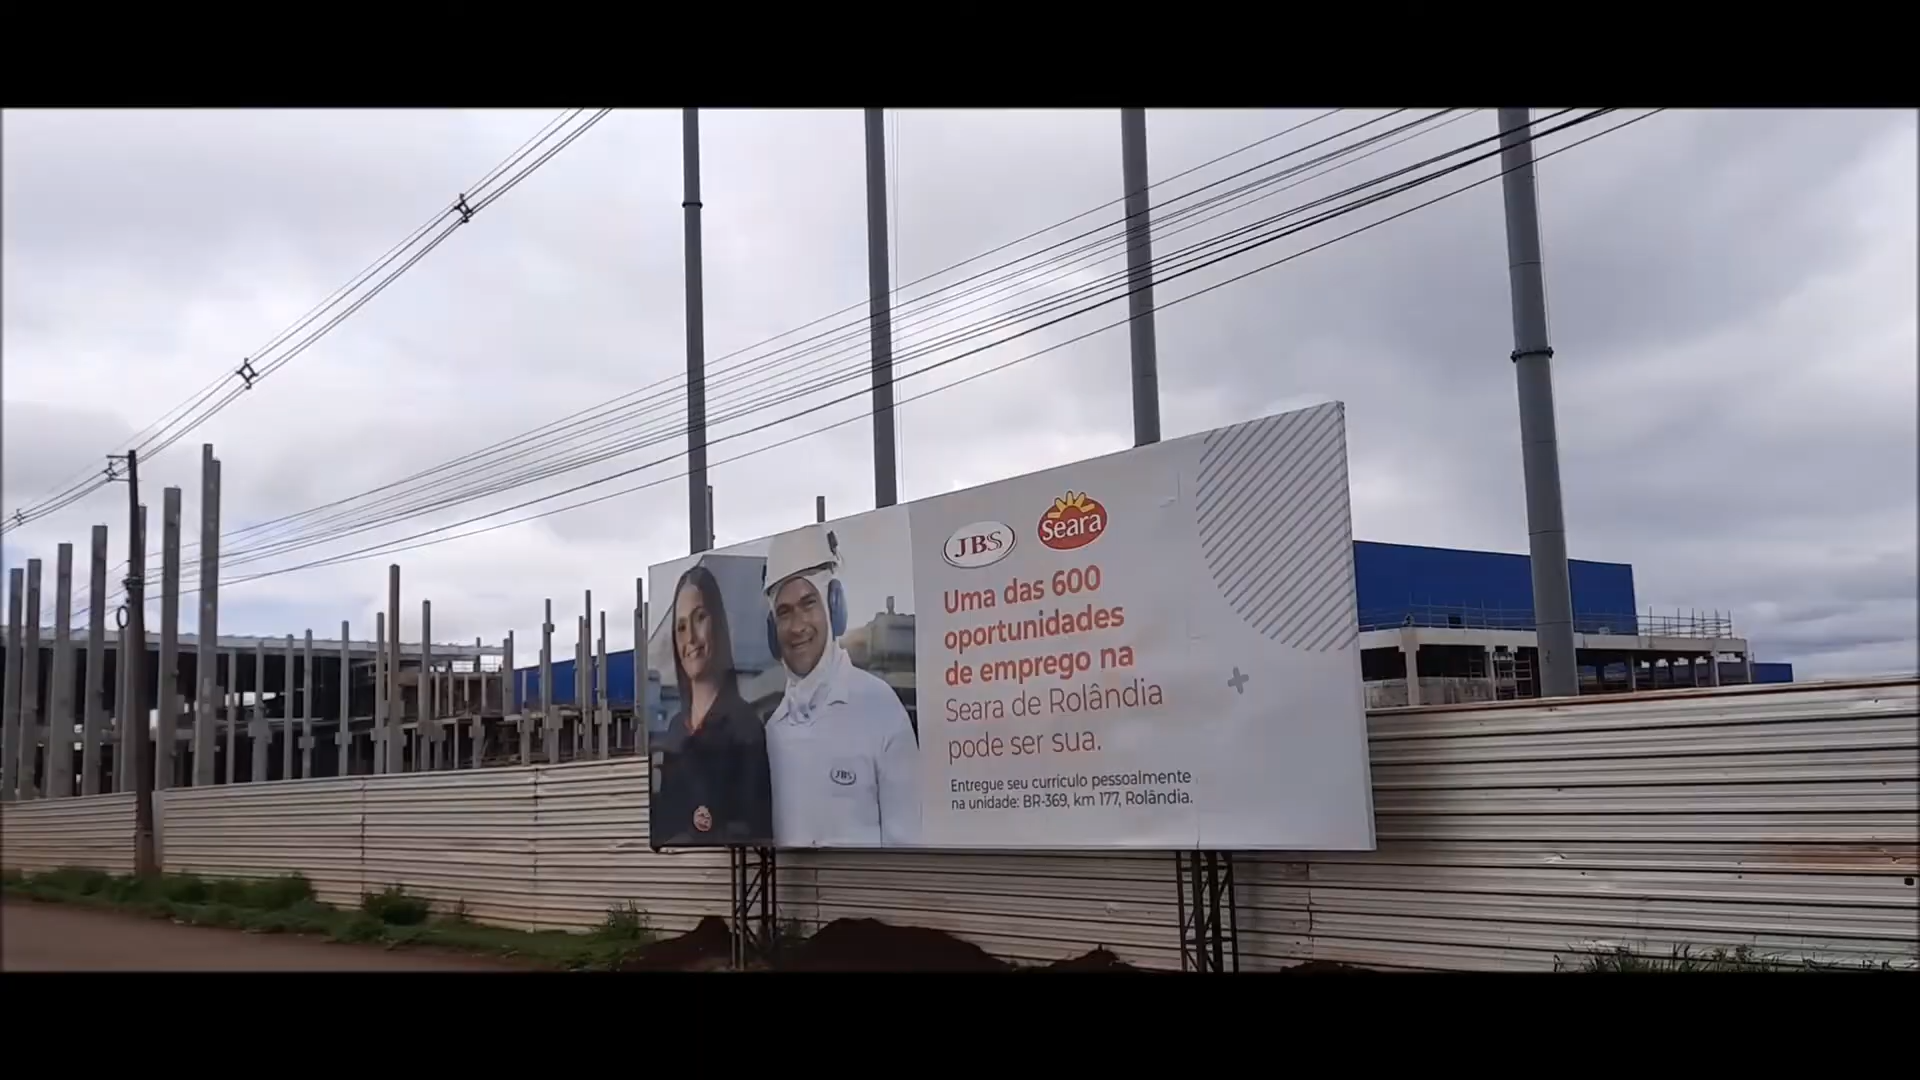 JBS
Seara
Uma das 600
oportunidades
de emprego na
Seara de Rolândia
pode ser sua.
Entregue seu currículo pessoalmente
na unidade: BR-369, km 177, Rolândia.
JBS